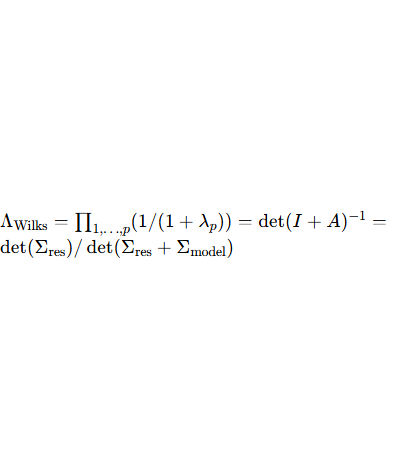 Λ_Wilks = ∏_{1,…,p}(1/(1 + λ_p)) = det(I + A)^{−1} =
det(Σ_res)/ det(Σ_res + Σ_model)